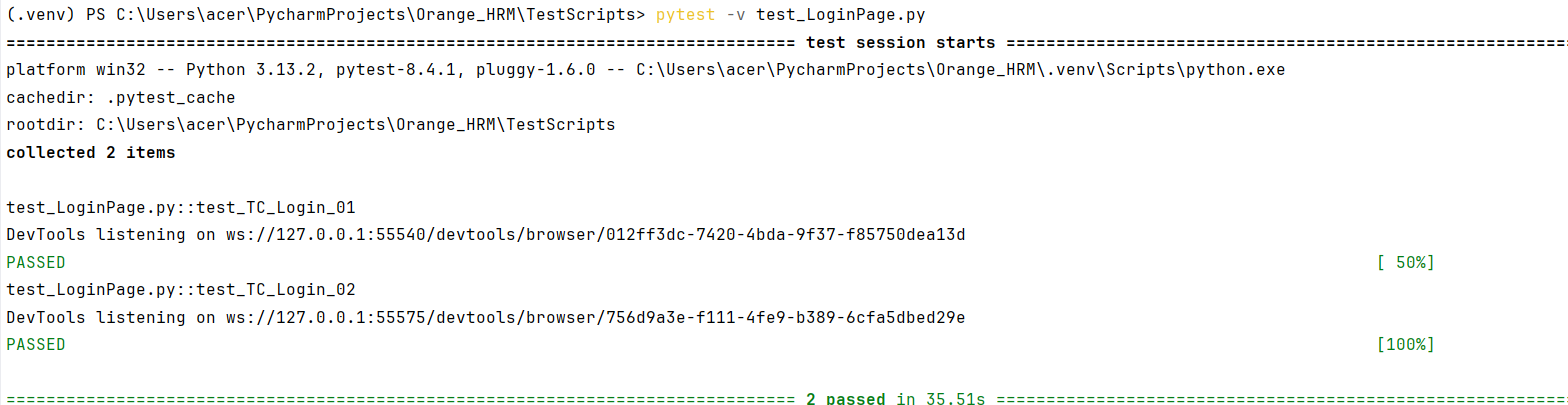 (.venv) PS C:\Users\acer\PycharmProjects\Orange_HRM\TestScripts> pytest -v test_LoginPage.py
=============================================================================== test session starts =========================================================
platform win32 -- Python 3.13.2, pytest-8.4.1, pluggy-1.6.0 -- C:\Users\acer\PycharmProjects\Orange_HRM\.venv\Scripts\python.exe
cachedir: .pytest_cache
rootdir: C:\Users\acer\PycharmProjects\Orange_HRM\TestScripts
collected 2 items
test_LoginPage.py::test_TC_Login_01
DevTools listening on ws://127.0.0.1:55540/devtools/browser/012ff3dc-7420-4bda-9f37-f85750dea13d
PASSED [ 50%]
test_LoginPage.py::test_TC_Login_02
DevTools listening on ws://127.0.0.1:55575/devtools/browser/756d9a3e-f111-4fe9-b389-6cfa5dbed29e
PASSED [100%]
=============================================================================== 2 passed in 35.51s ==========================================================